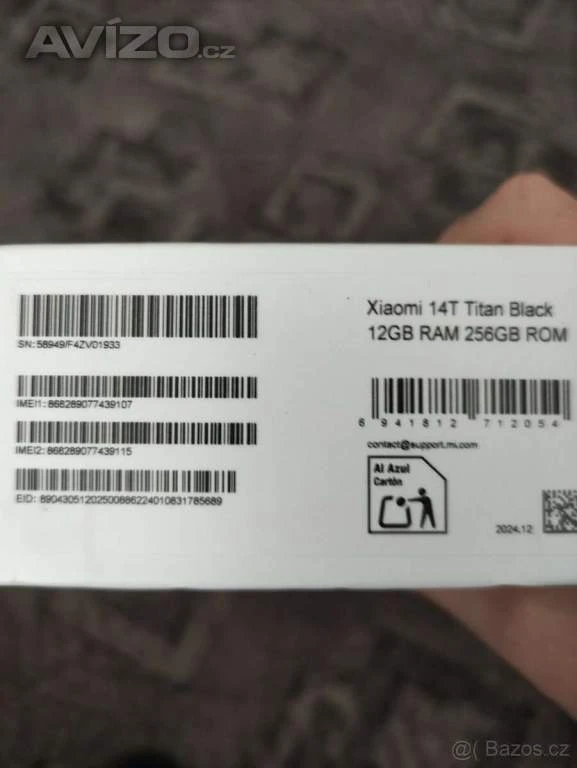 AVÍZO.cz
SN:58949/F4ZV01933
IMEI1:868289077439107
IMEI2:868289077439115
EID: 89043051202500886224010831785689
Xiaomi 14T Titan Black
12GB RAM 256GB ROM
6 941812 712054
contact@support.mi.com
Al Azul
Cartón
2024.12
@( Bazoš.cz